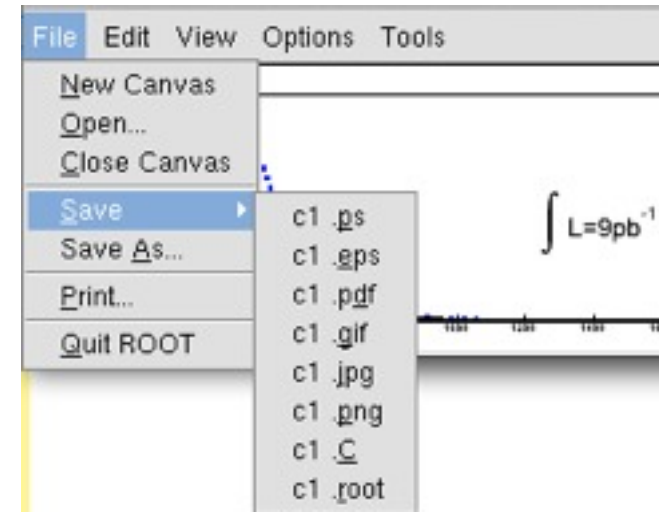 File Edit View Options Tools
New Canvas
Open...
Close Canvas
Save
Save As...
Print...
Quit ROOT
c1 .ps
c1 .eps
c1 .pdf
c1 .gif
c1 .jpg
c1 .png
c1 .C
c1 .root
∫ L=9pb⁻¹